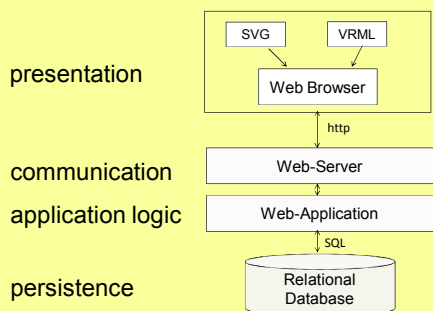 SVG
VRML
presentation
Web Browser
http
communication
Web-Server
application logic
Web-Application
SQL
persistence
Relational
Database